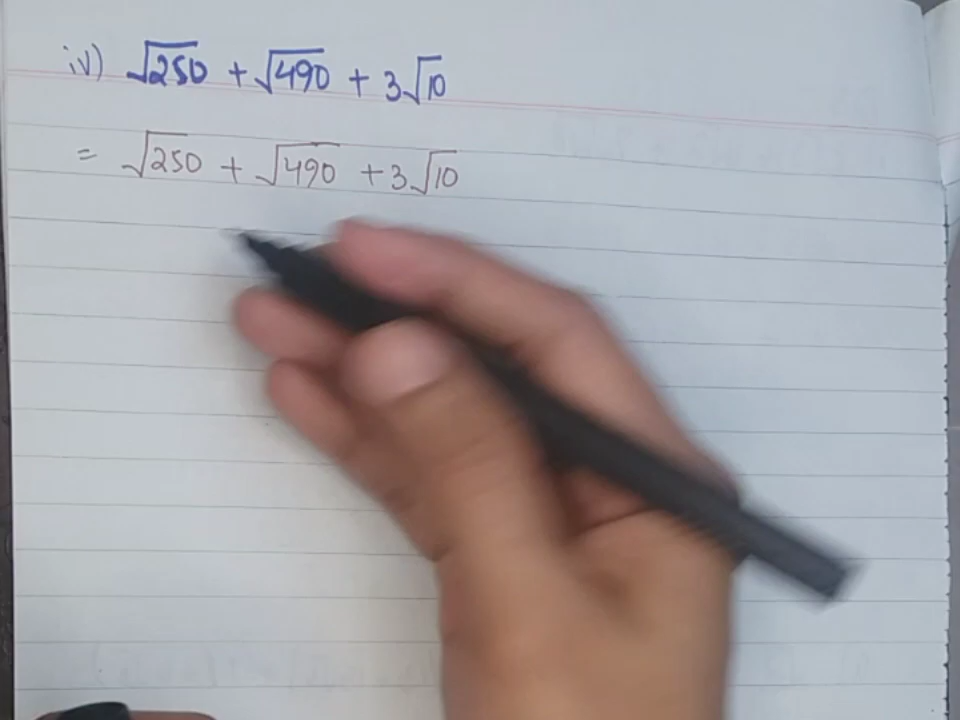 iv) √250 + √490 + 3√10
= √250 + √490 + 3√10